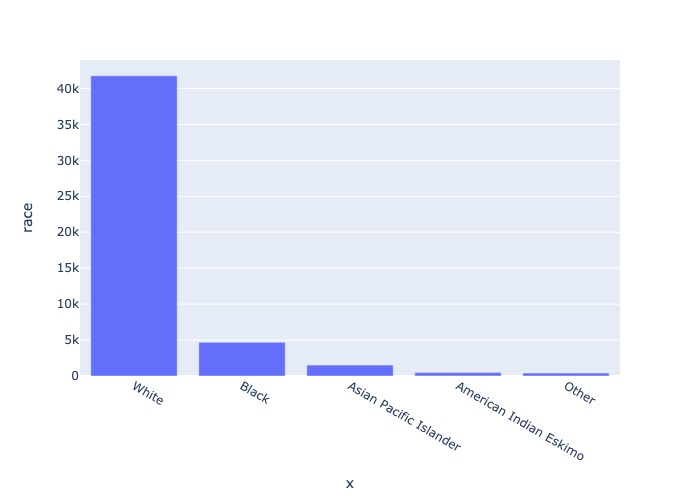 40k
35k
30k
25k
20k
15k
10k
5k
0
race
White
Black
Asian Pacific Islander
American Indian Eskimo
Other
x